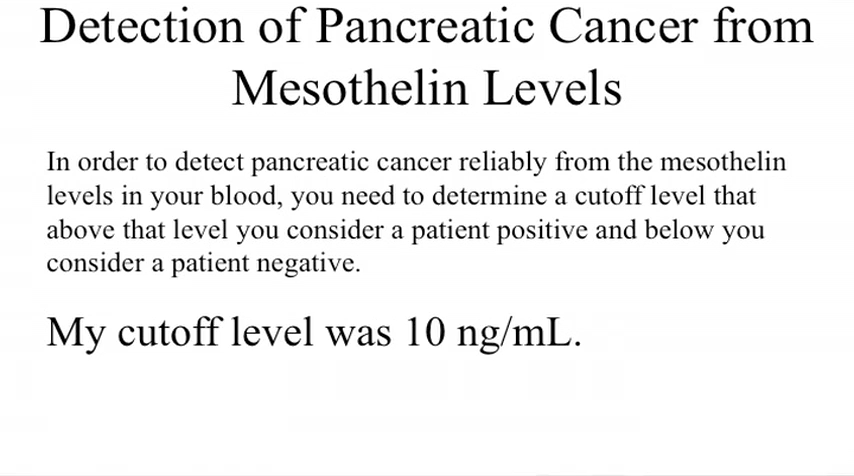 Detection of Pancreatic Cancer from
Mesothelin Levels
In order to detect pancreatic cancer reliably from the mesothelin
levels in your blood, you need to determine a cutoff level that
above that level you consider a patient positive and below you
consider a patient negative.
My cutoff level was 10 ng/mL.